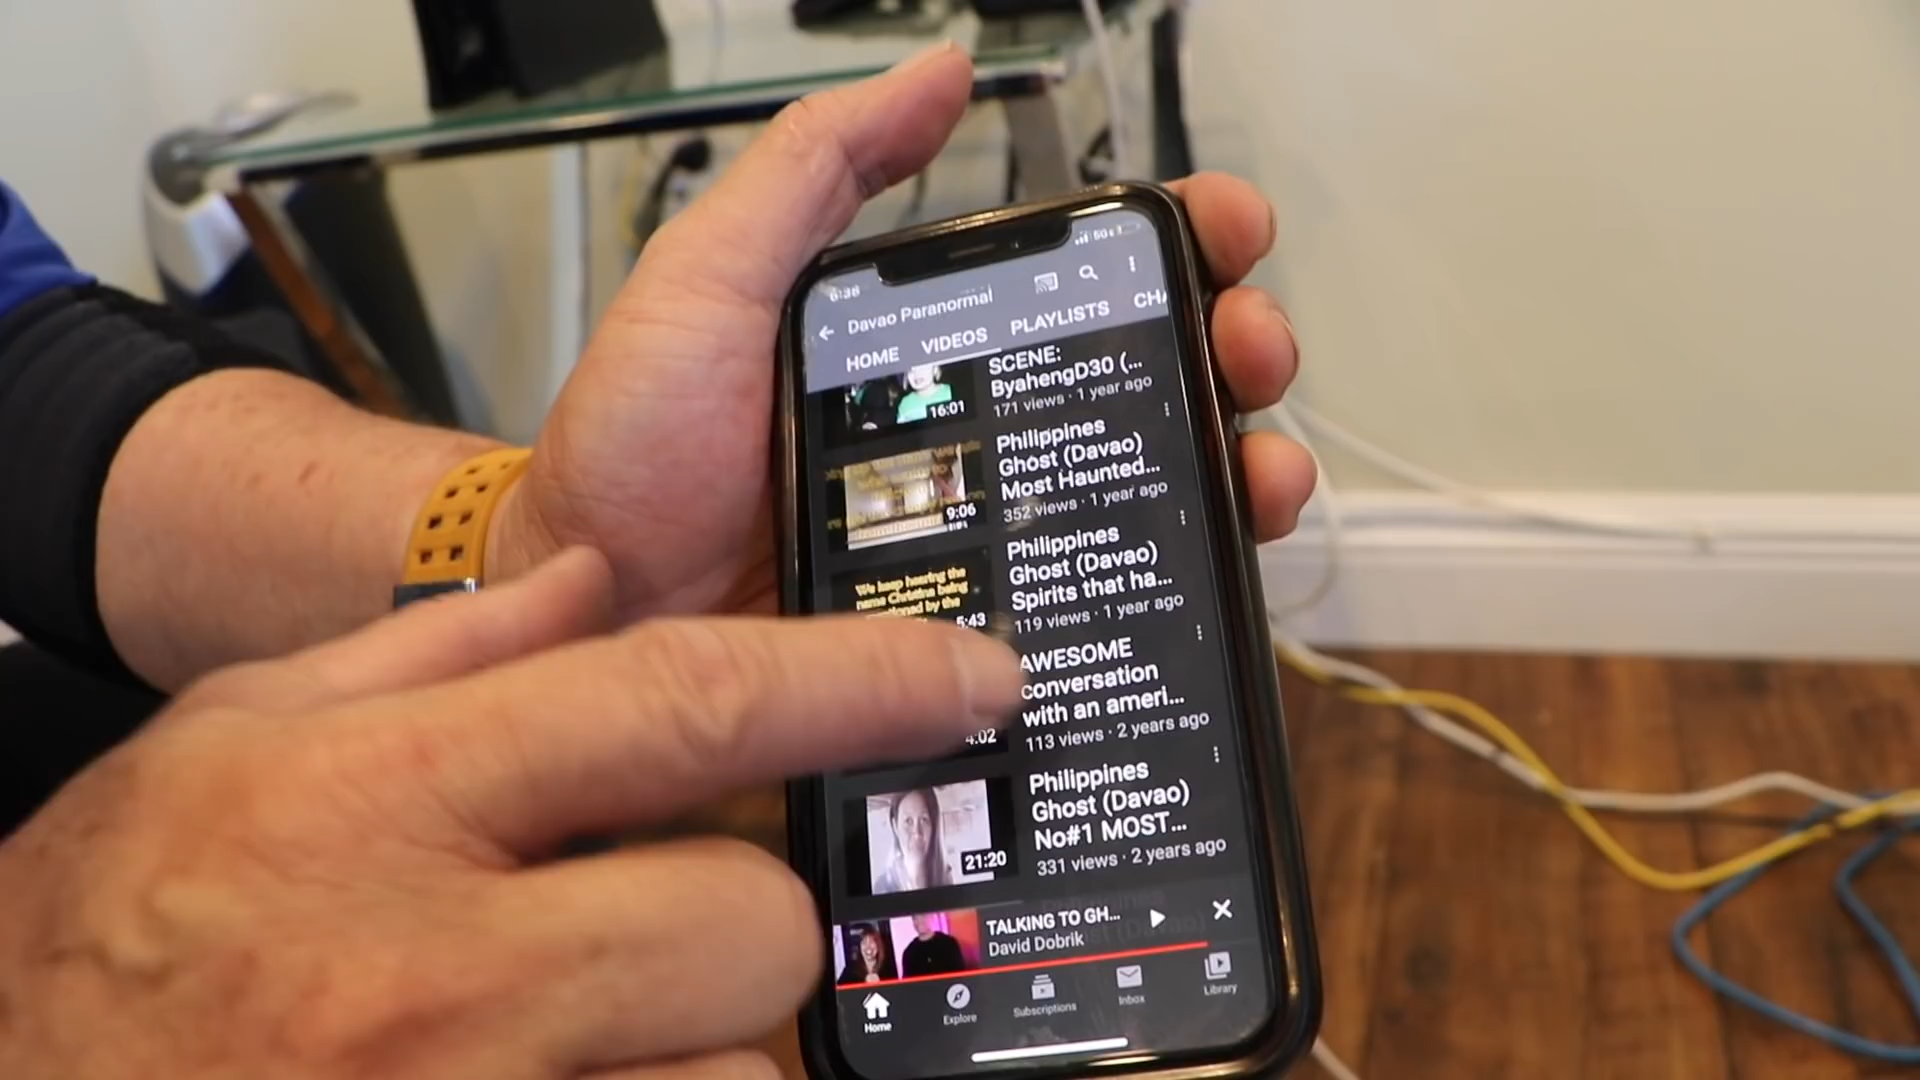 6:38
5G
Davao Paranormal
HOME VIDEOS PLAYLISTS CHA
SCENE:
ByahengD30 (...
171 views · 1 year ago
16:01
Philippines
Ghost (Davao)
Most Haunted...
352 views · 1 year ago
9:06
Philippines
Ghost (Davao)
Spirits that ha...
119 views · 1 year ago
We keep hearing the
name Christina being
by the
5:43
AWESOME
conversation
with an ameri...
113 views · 2 years ago
4:02
Philippines
Ghost (Davao)
No#1 MOST...
331 views · 2 years ago
21:20
TALKING TO GH...
David Dobrik
Home Explore Subscriptions Inbox Library